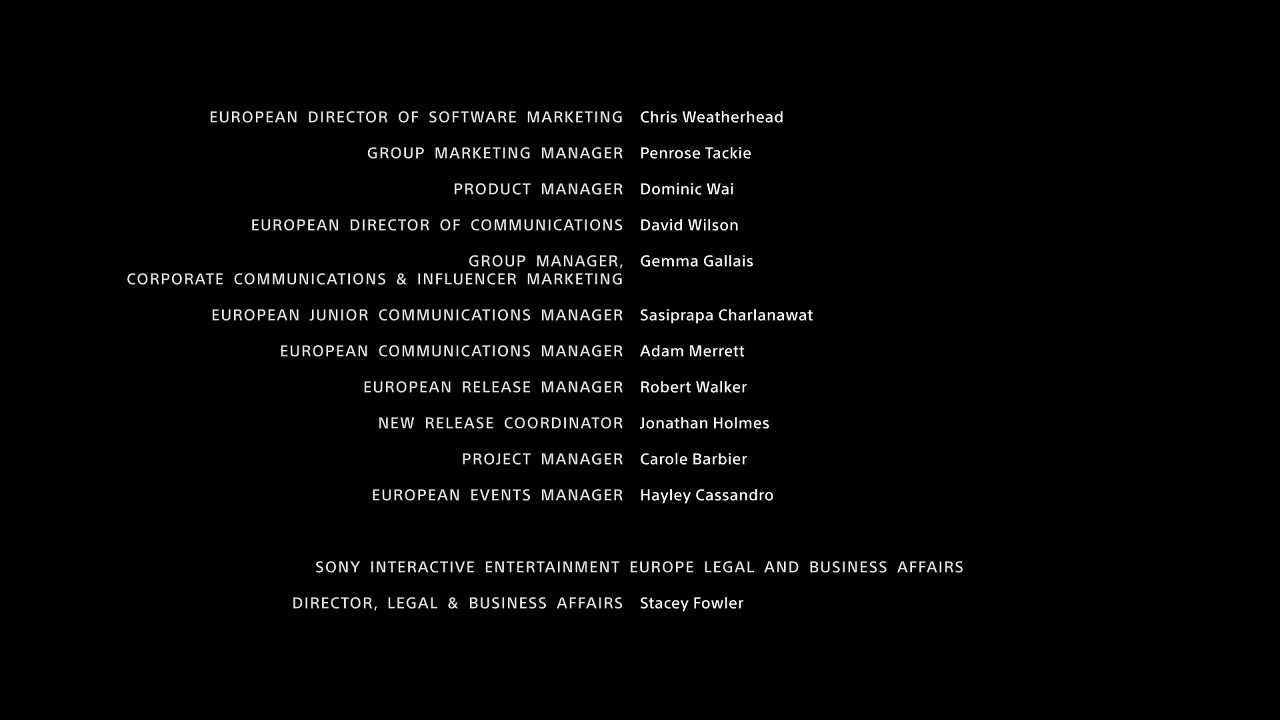 EUROPEAN DIRECTOR OF SOFTWARE MARKETING Chris Weatherhead
GROUP MARKETING MANAGER Penrose Tackie
PRODUCT MANAGER Dominic Wai
EUROPEAN DIRECTOR OF COMMUNICATIONS David Wilson
GROUP MANAGER, Gemma Gallais
CORPORATE COMMUNICATIONS & INFLUENCER MARKETING
EUROPEAN JUNIOR COMMUNICATIONS MANAGER Sasiprapa Charlanawat
EUROPEAN COMMUNICATIONS MANAGER Adam Merrett
EUROPEAN RELEASE MANAGER Robert Walker
NEW RELEASE COORDINATOR Jonathan Holmes
PROJECT MANAGER Carole Barbier
EUROPEAN EVENTS MANAGER Hayley Cassandro
SONY INTERACTIVE ENTERTAINMENT EUROPE LEGAL AND BUSINESS AFFAIRS
DIRECTOR, LEGAL & BUSINESS AFFAIRS Stacey Fowler